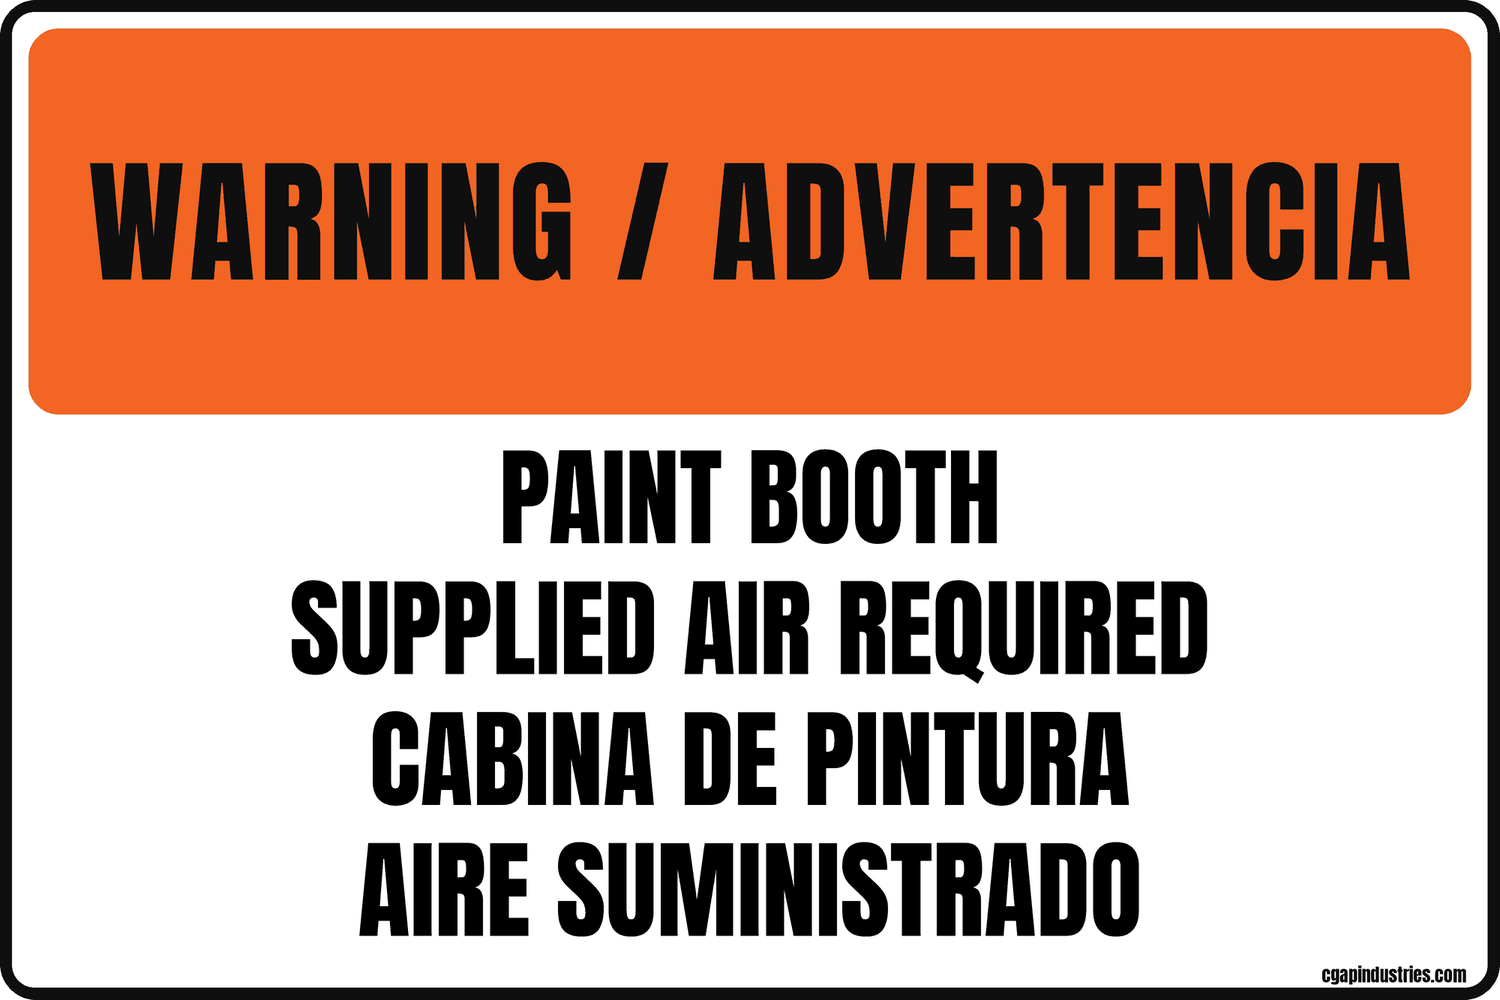 WARNING / ADVERTENCIA
PAINT BOOTH
SUPPLIED AIR REQUIRED
CABINA DE PINTURA
AIRE SUMINISTRADO
cgapindustries.com